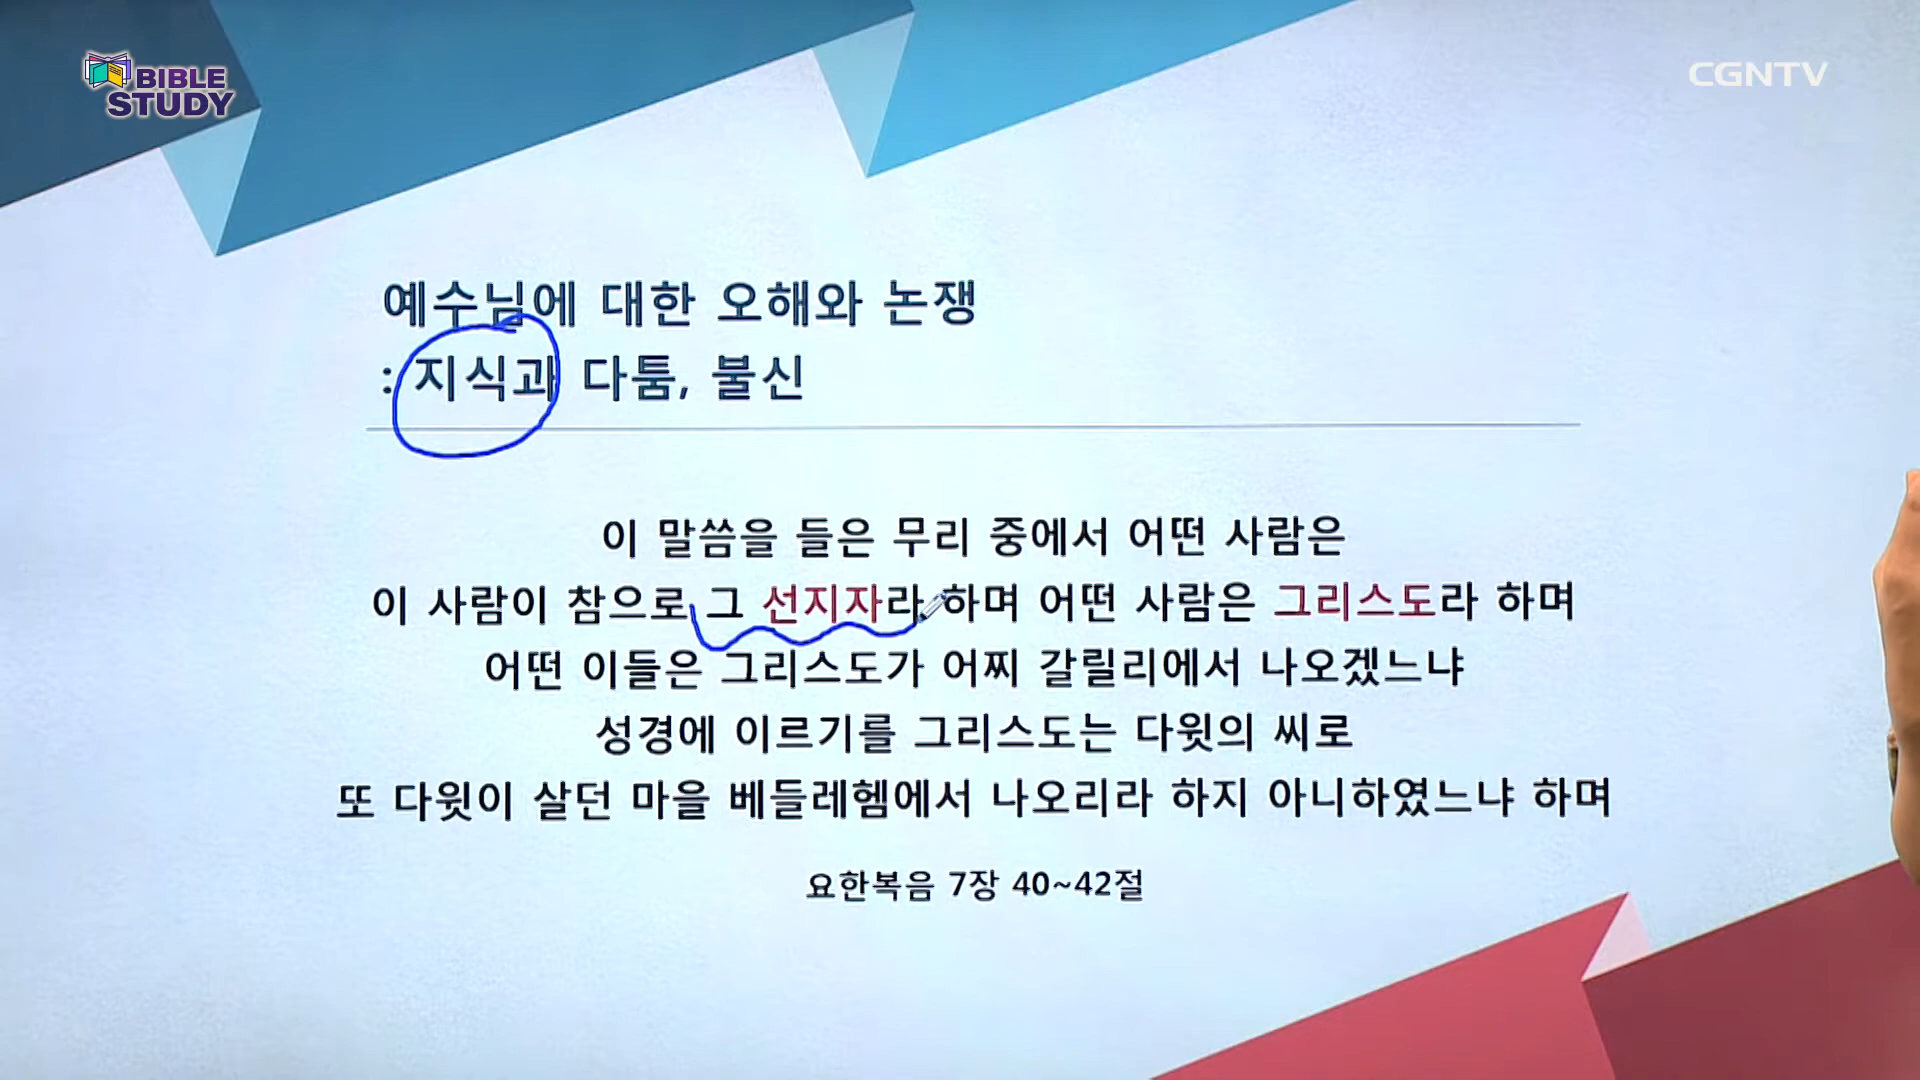 BIBLE
STUDY
CGNTV
예수님에 대한 오해와 논쟁
: 지식과 다툼, 불신
이 말씀을 들은 무리 중에서 어떤 사람은
이 사람이 참으로 그 선지자라 하며 어떤 사람은 그리스도라 하며
어떤 이들은 그리스도가 어찌 갈릴리에서 나오겠느냐
성경에 이르기를 그리스도는 다윗의 씨로
또 다윗이 살던 마을 베들레헴에서 나오리라 하지 아니하였느냐 하며
요한복음 7장 40~42절